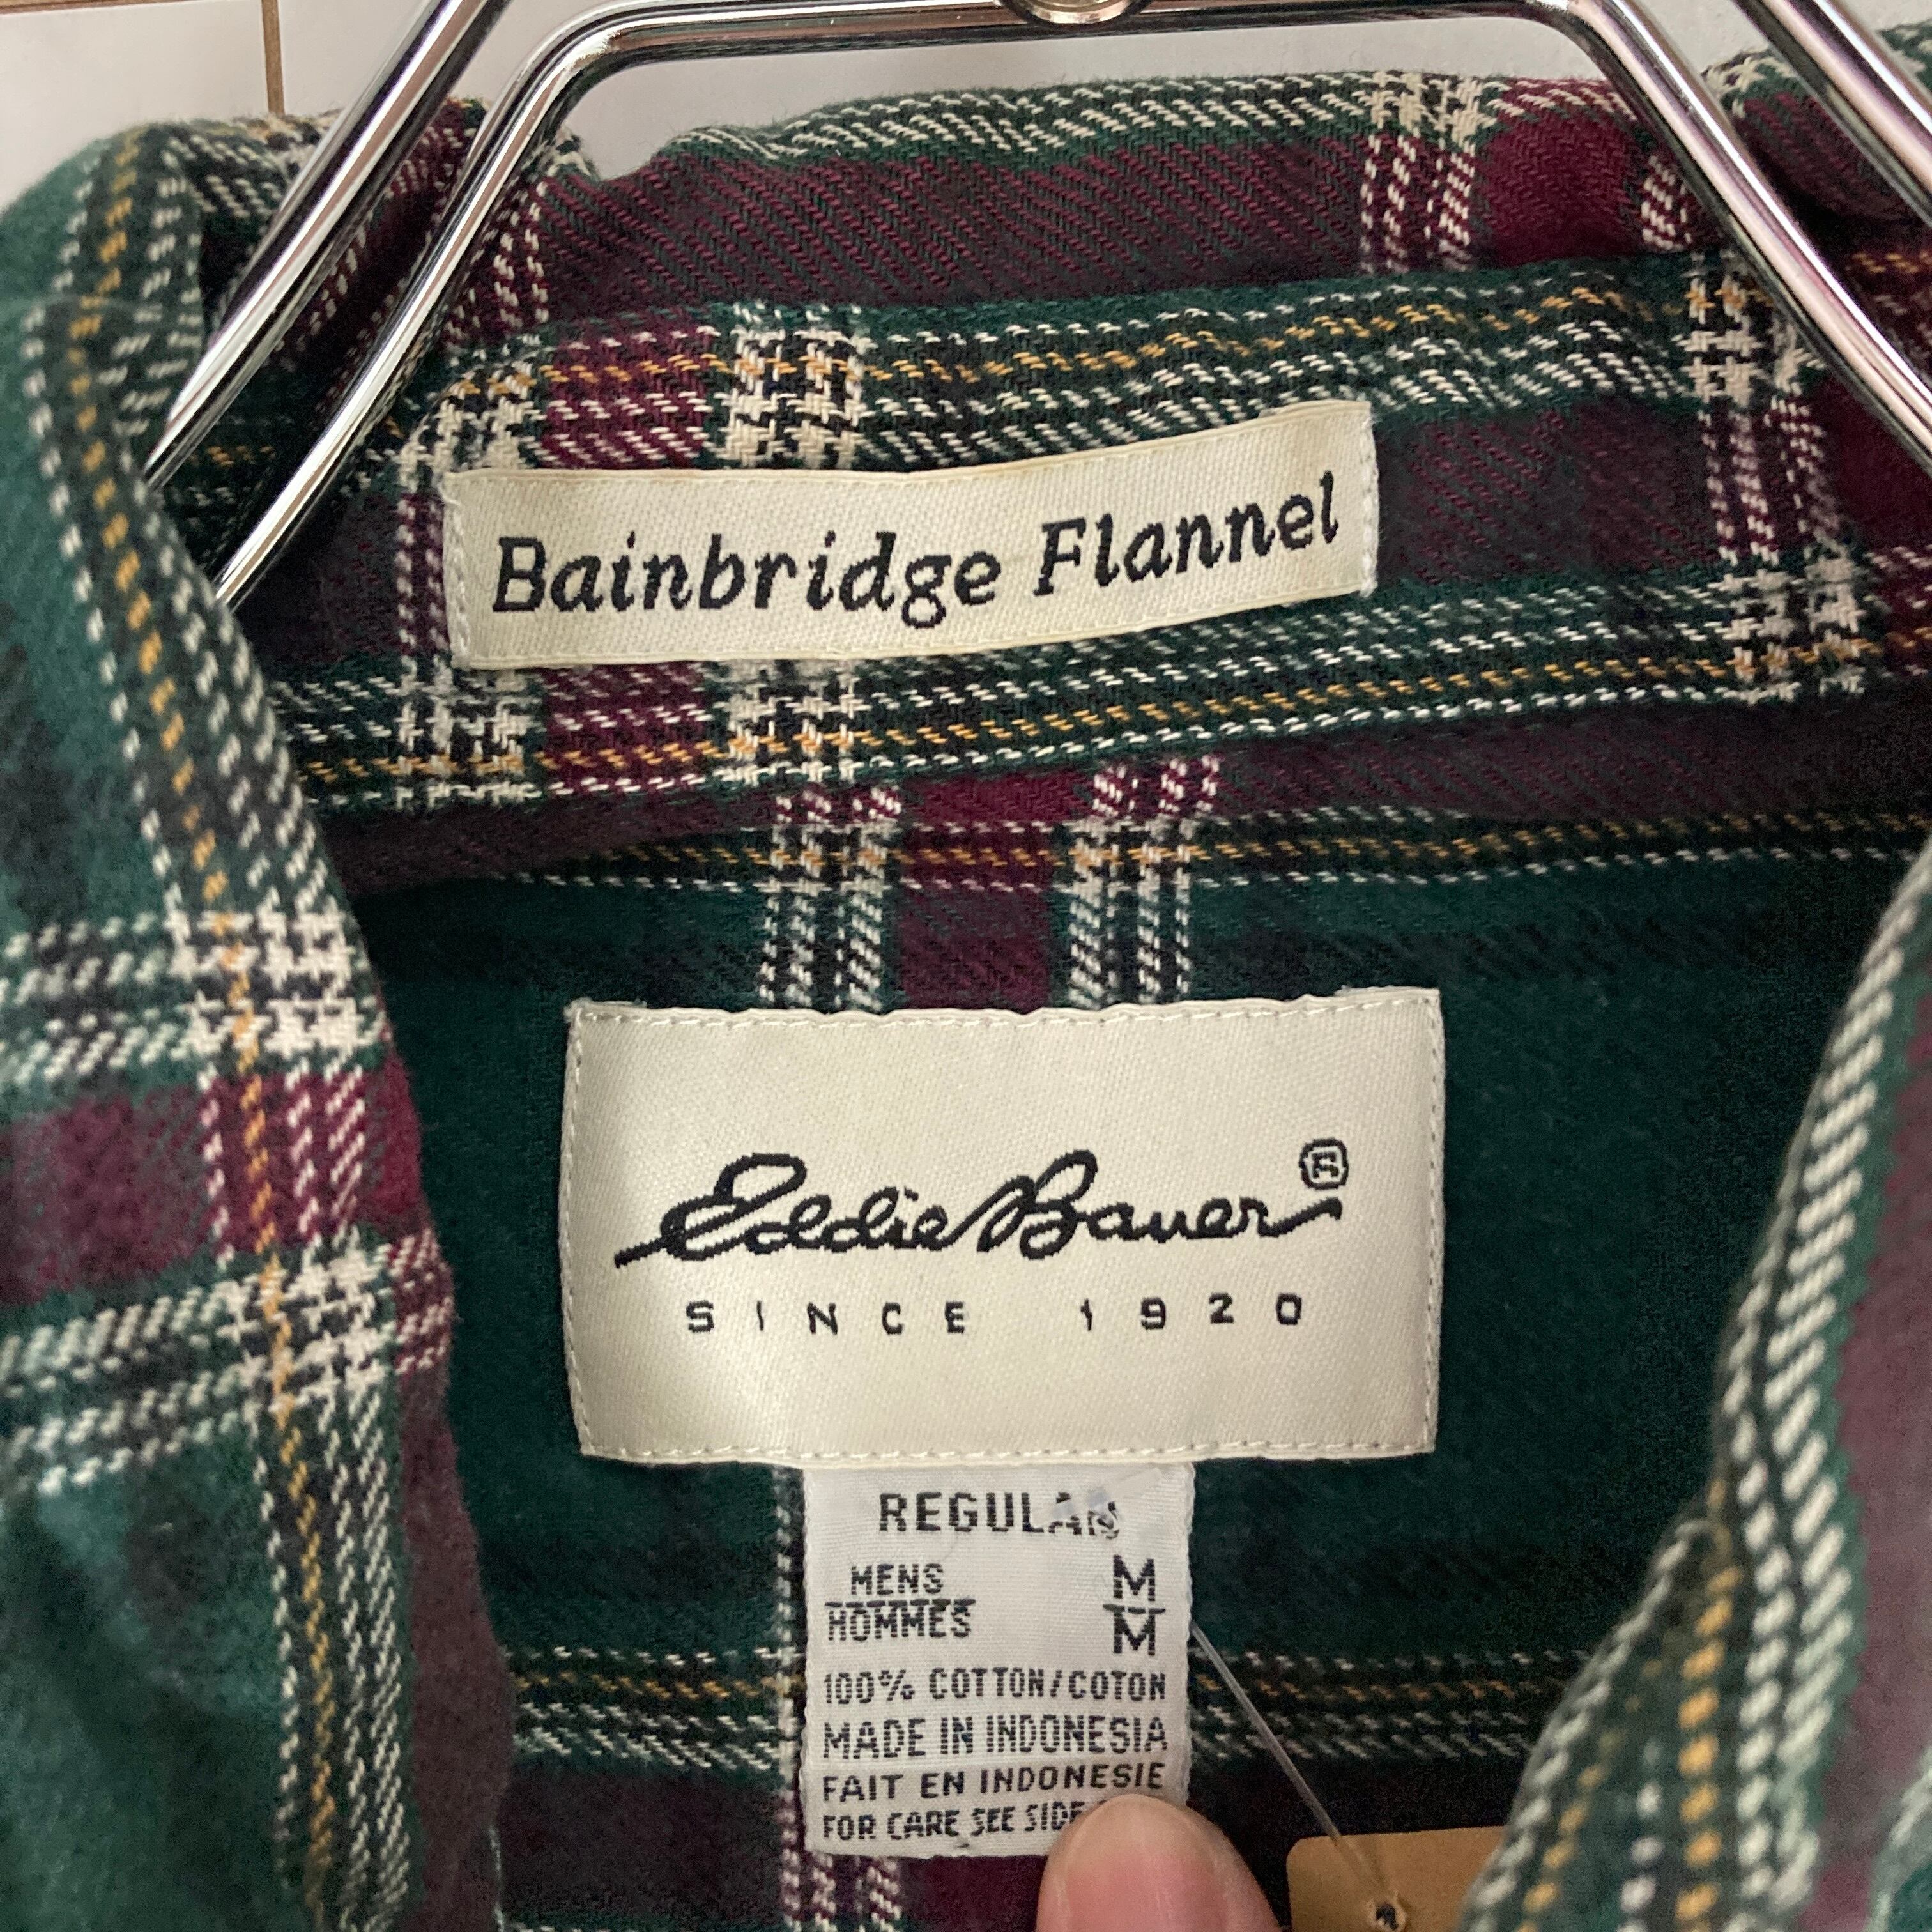 Bainbridge Flannel
Eddie Bauer®
SINCE 1920
REGULAR
MENS M
HOMMES M
100% COTTON/COTON
MADE IN INDONESIA
FAIT EN INDONESIE
FOR CARE SEE SIDE